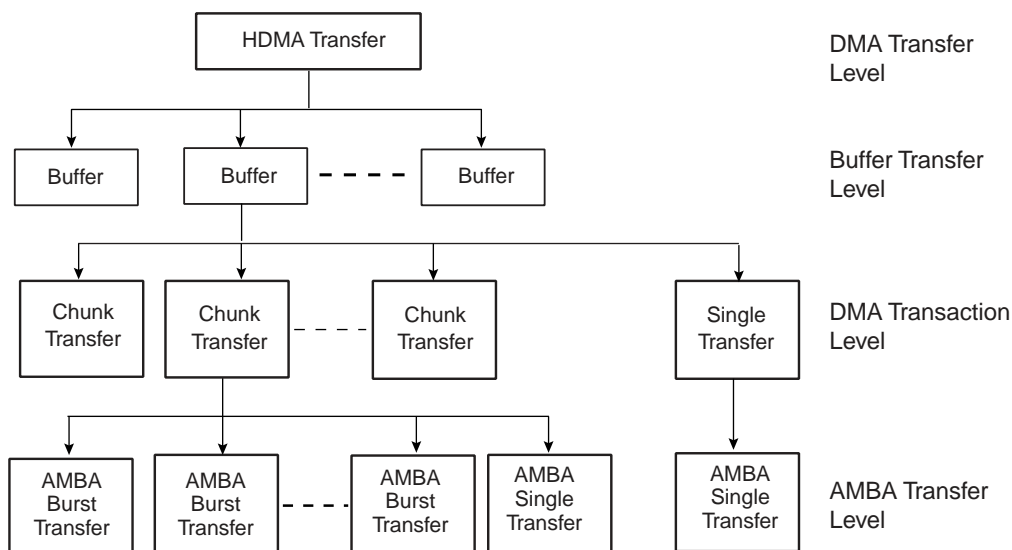 HDMA Transfer
DMA Transfer
Level
Buffer
Buffer
Buffer
Buffer Transfer
Level
Chunk
Transfer
Chunk
Transfer
Chunk
Transfer
Single
Transfer
DMA Transaction
Level
AMBA
Burst
Transfer
AMBA
Burst
Transfer
AMBA
Burst
Transfer
AMBA
Single
Transfer
AMBA
Single
Transfer
AMBA Transfer
Level